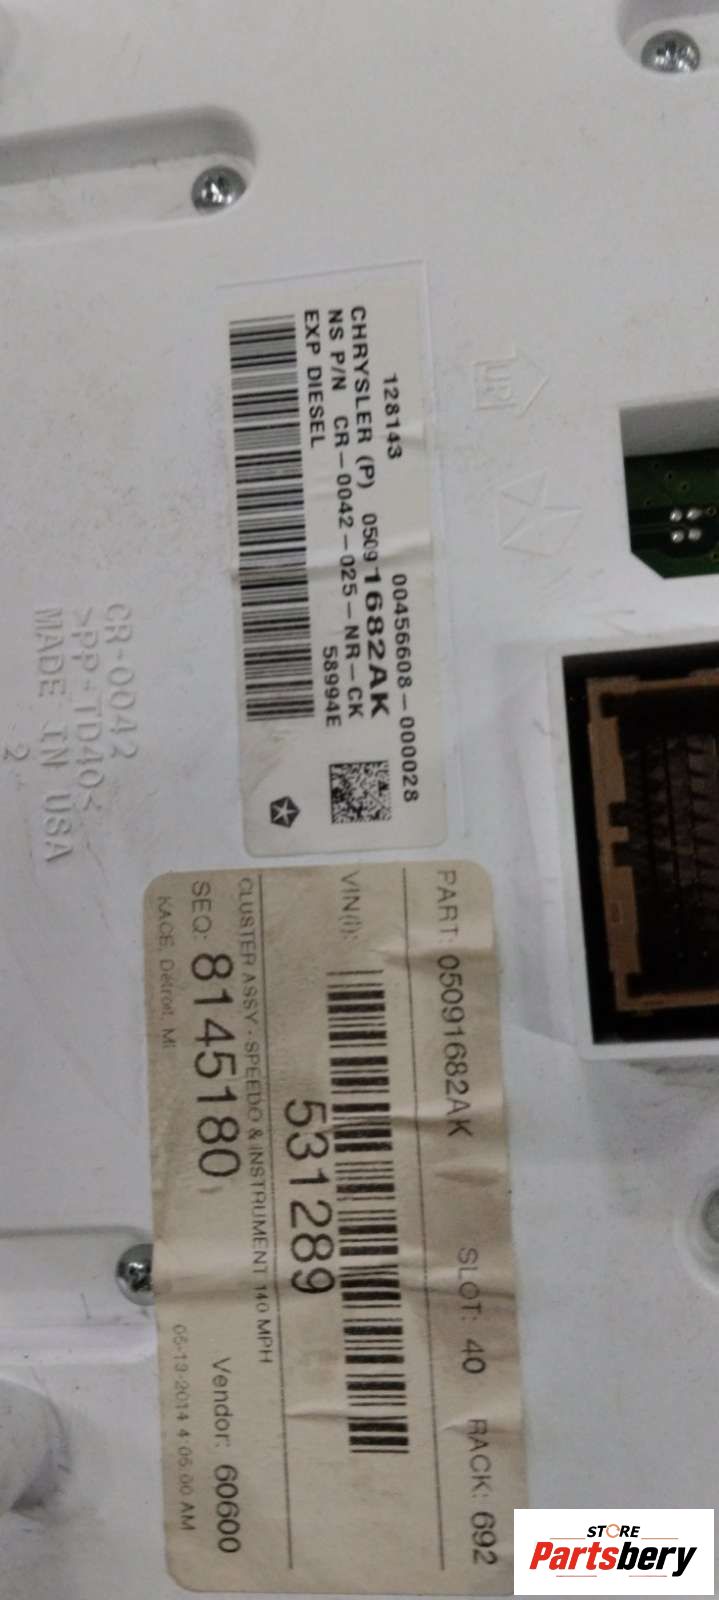 128143 00456608-000028
CHRYSLER (P) 05091682AK
NS P/N CR-0042-025-NR-CK
EXP DIESEL 58994E
UP!
CR-0042
>PP-TD40<
MADE IN USA
2
PART: 05091682AK SLOT: 40 RACK: 692
VIN(I):
531289
CLUSTER ASSY - SPEEDO & INSTRUMENT 140 MPH
SEQ: 8145180 Vendor: 60600
KACE, Detroit, MI 05-13-2014 4:05:00 AM
STORE
Partsbery